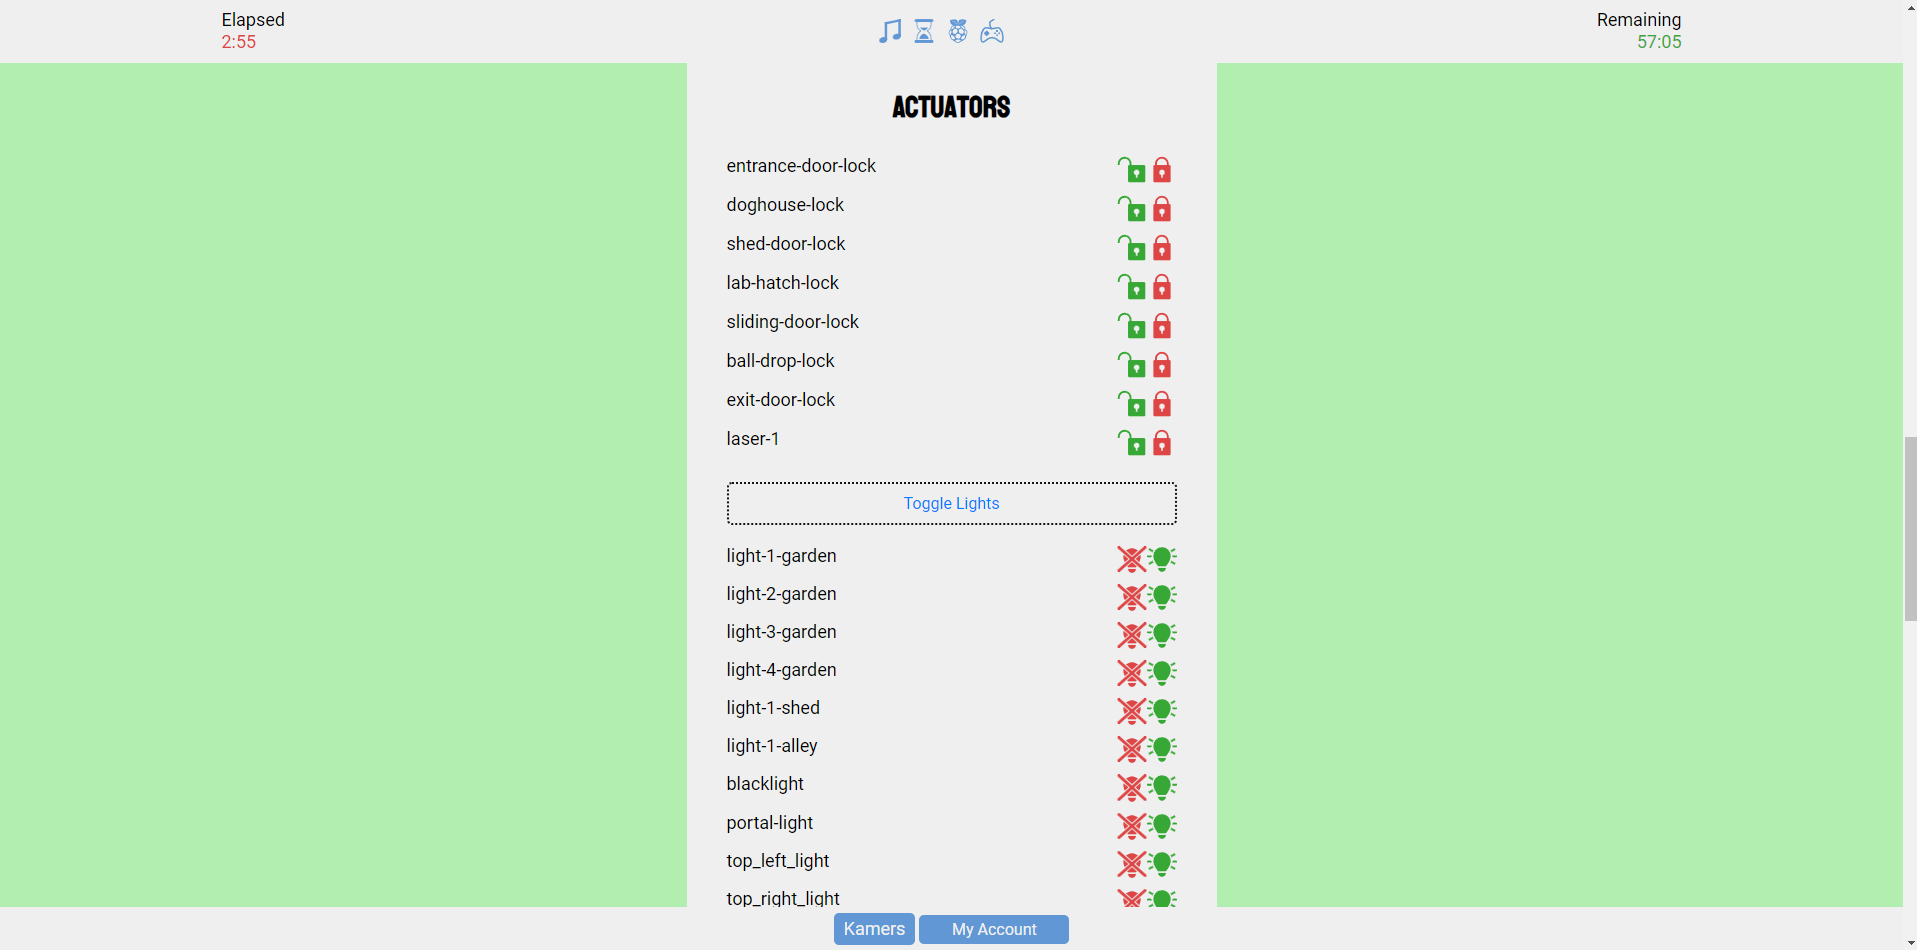 Elapsed
2:55
Remaining
57:05
ACTUATORS
entrance-door-lock
doghouse-lock
shed-door-lock
lab-hatch-lock
sliding-door-lock
ball-drop-lock
exit-door-lock
laser-1
Toggle Lights
light-1-garden
light-2-garden
light-3-garden
light-4-garden
light-1-shed
light-1-alley
blacklight
portal-light
top_left_light
top_right_light
Kamers
My Account